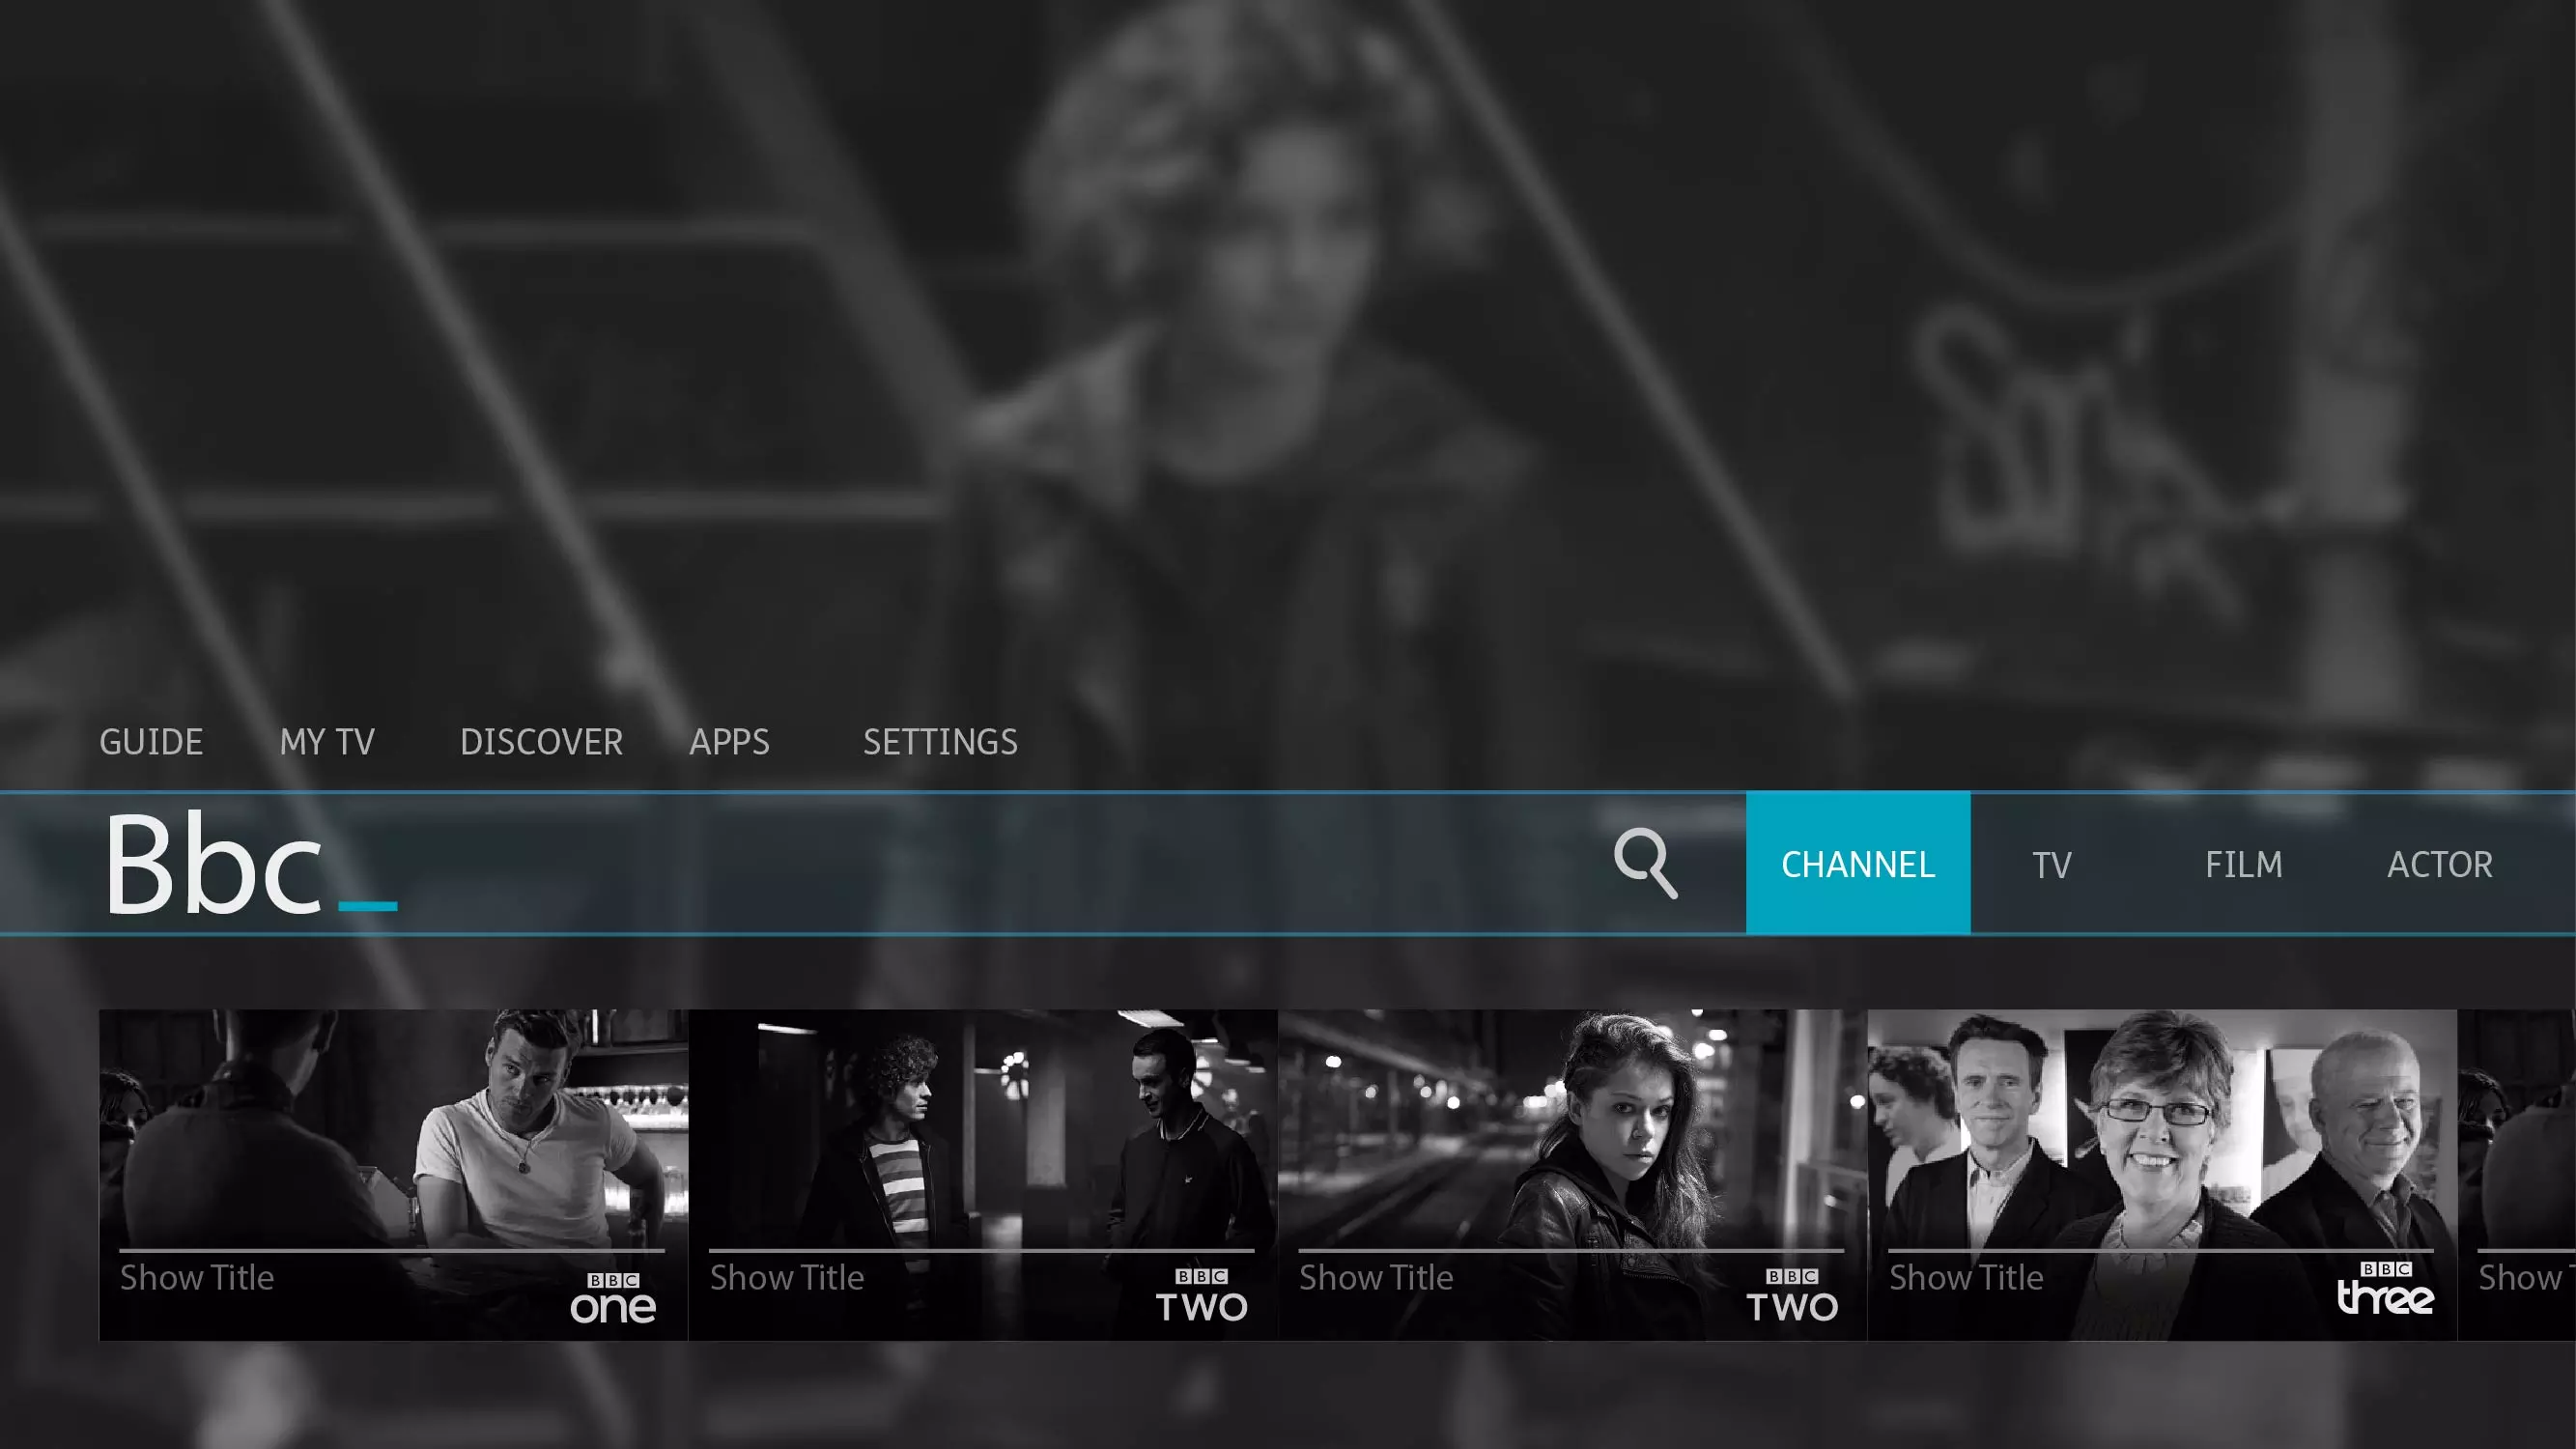 GUIDE MY TV DISCOVER APPS SETTINGS
Bbc_ CHANNEL TV FILM ACTOR
Show Title BBC one
Show Title BBC TWO
Show Title BBC TWO
Show Title BBC three
Show T